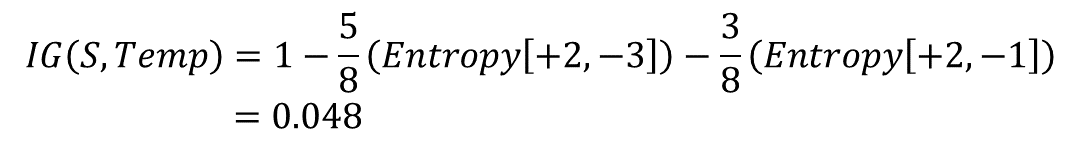 IG(S, Temp) = 1 − 5/8 (Entropy[+2, −3]) − 3/8 (Entropy[+2, −1])
= 0.048